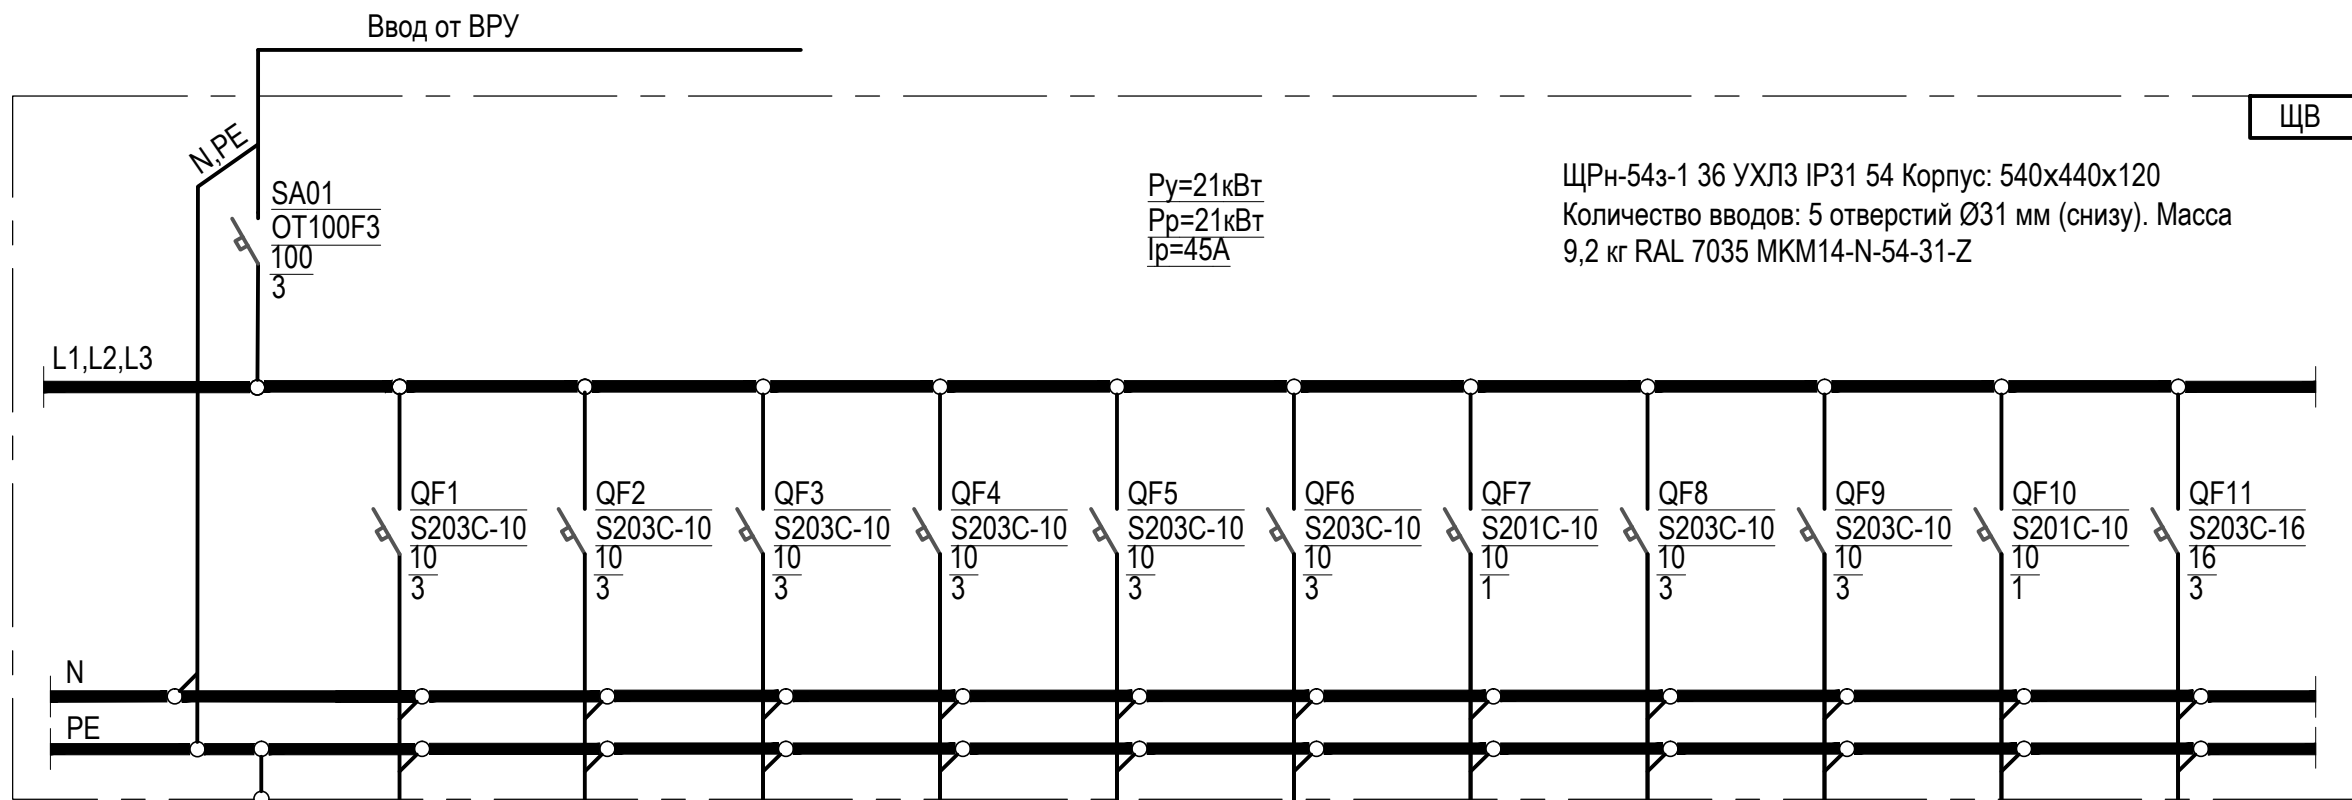 Ввод от ВРУ
ЩВ
N,PE
SA01
OT100F3
100
3
Pу=21кВт
Pр=21кВт
Iр=45А
ЩРн-54з-1 36 УХЛ3 IP31 54 Корпус: 540х440х120
Количество вводов: 5 отверстий Ø31 мм (снизу). Масса
9,2 кг RAL 7035 MKM14-N-54-31-Z
L1,L2,L3
QF1
S203C-10
10
3
QF2
S203C-10
10
3
QF3
S203C-10
10
3
QF4
S203C-10
10
3
QF5
S203C-10
10
3
QF6
S203C-10
10
3
QF7
S201C-10
10
1
QF8
S203C-10
10
3
QF9
S203C-10
10
3
QF10
S201C-10
10
1
QF11
S203C-16
16
3
N
PE